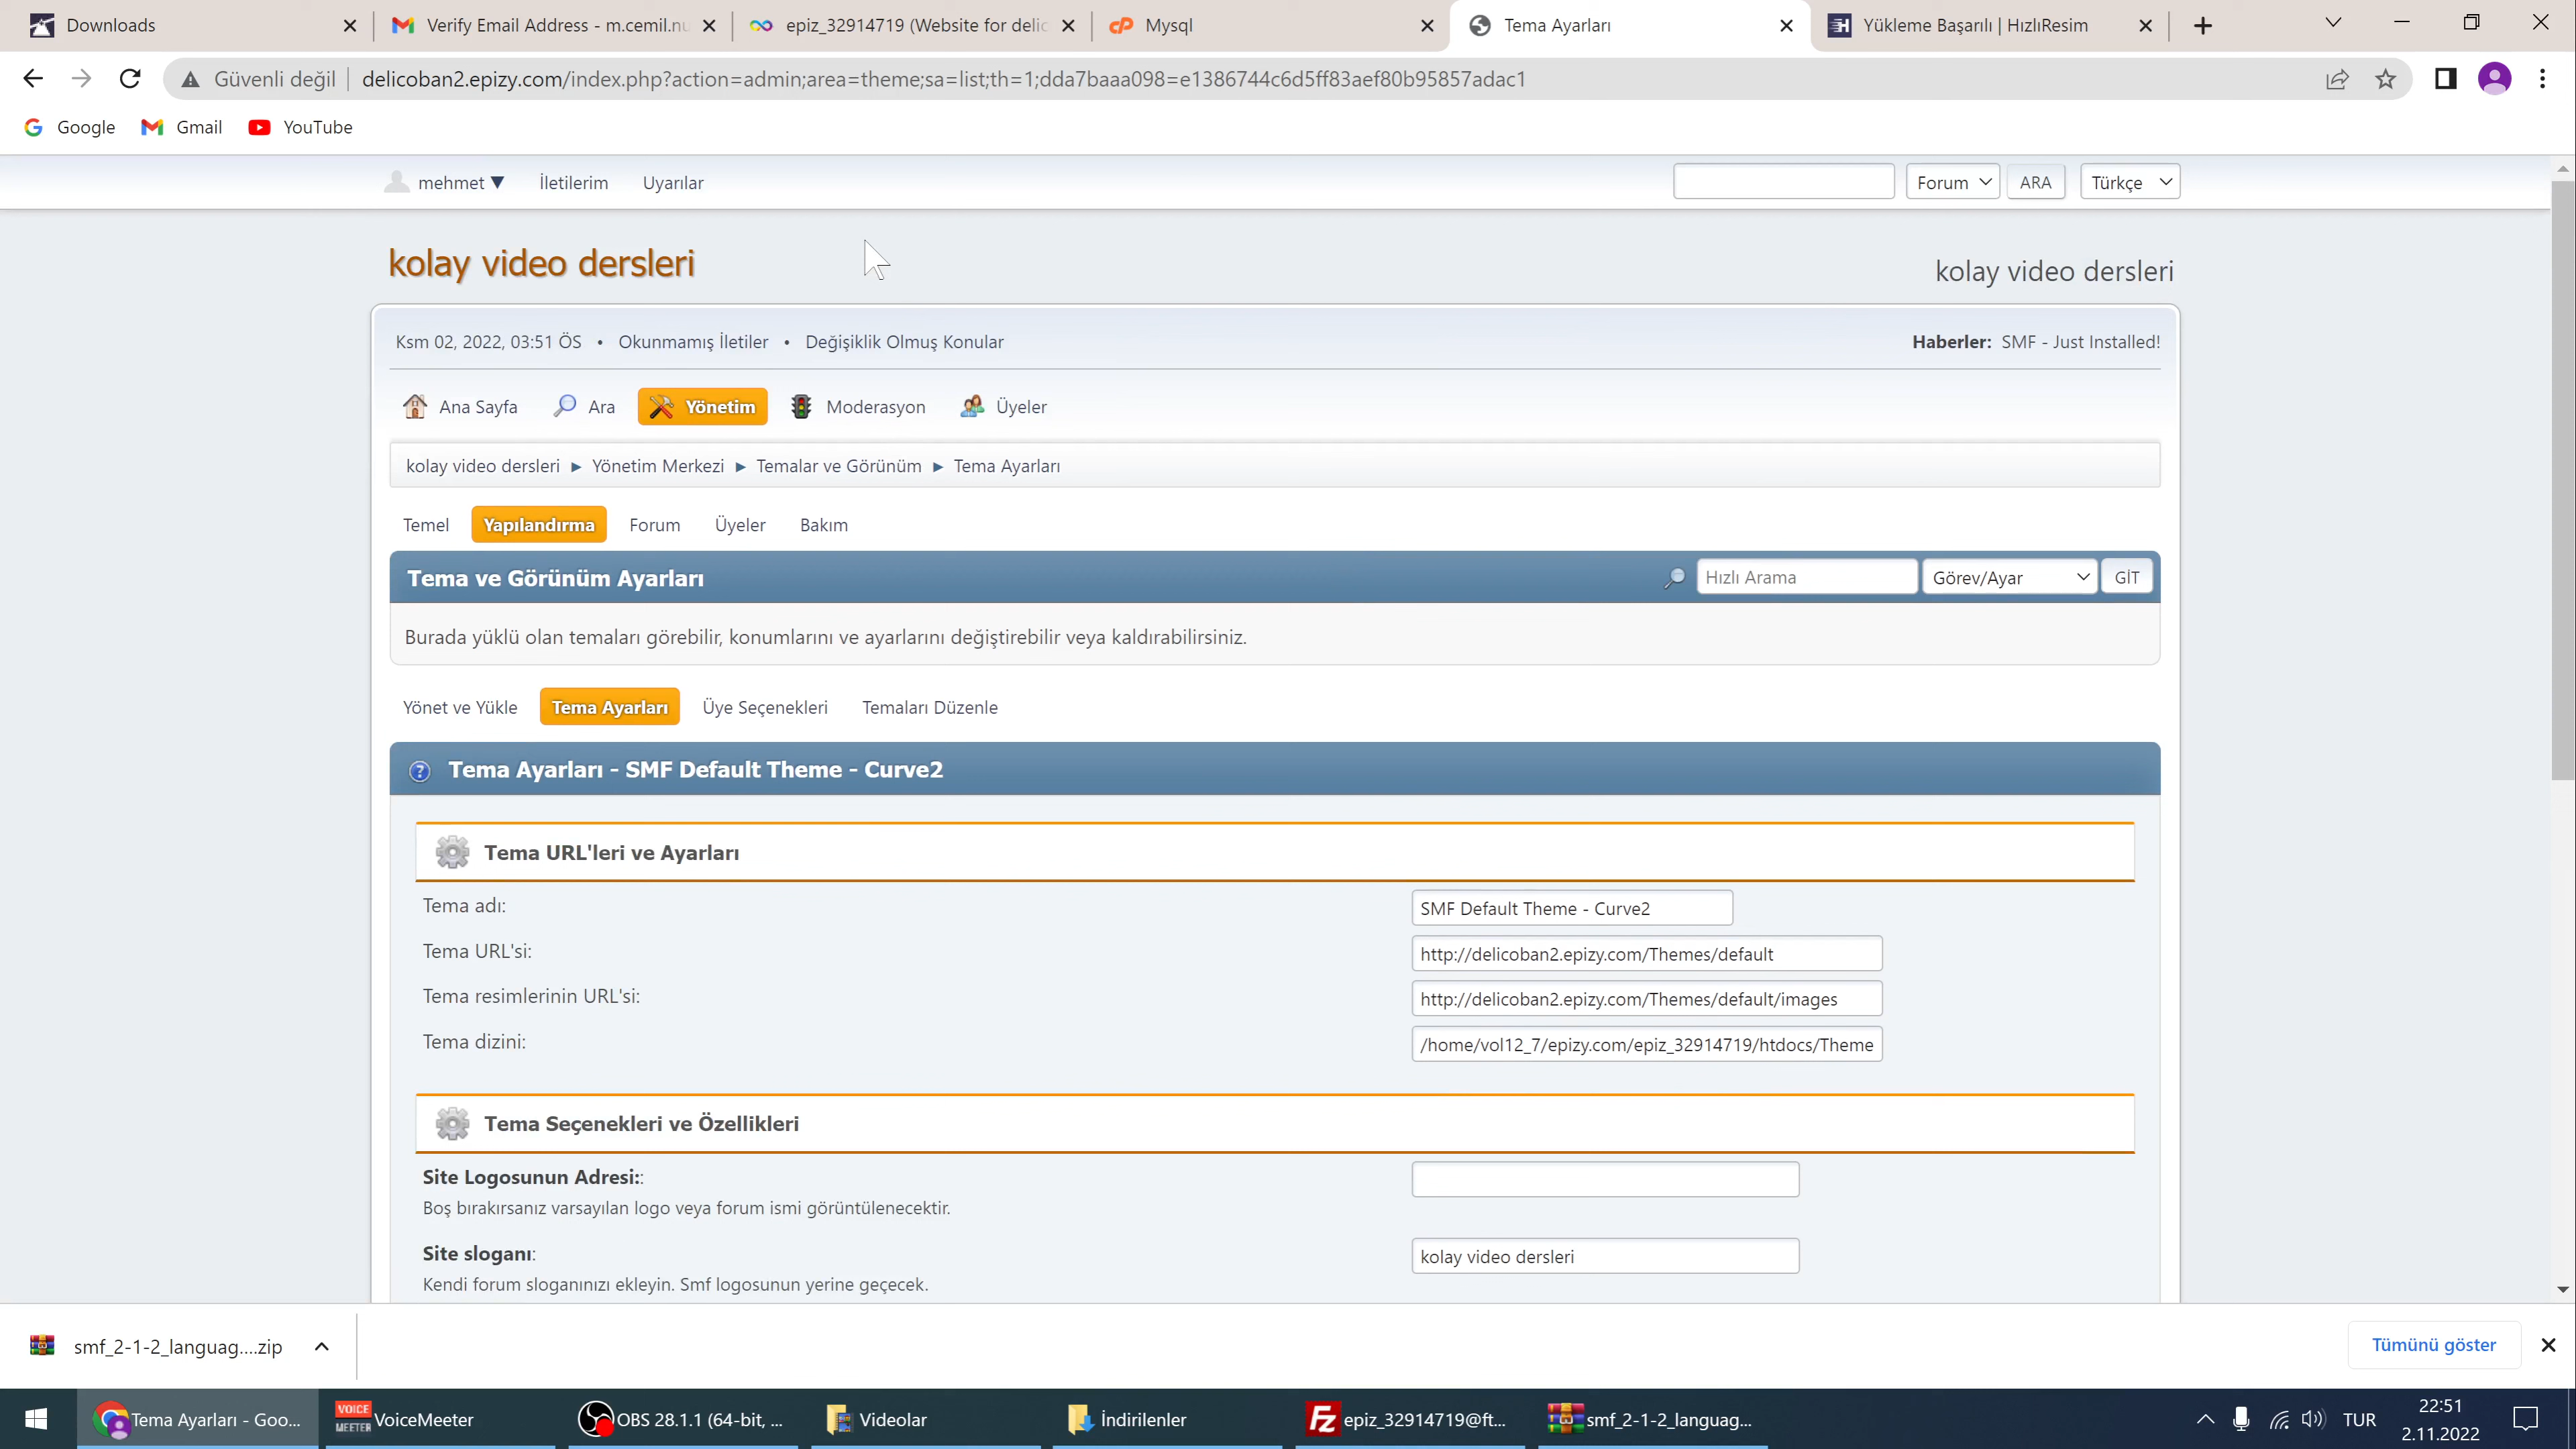 Downloads
Verify Email Address - m.cemil.nu
epiz_32914719 (Website for delic
Mysql
Tema Ayarları
Yükleme Başarılı | HızlıResim
Güvenli değil
delicoban2.epizy.com/index.php?action=admin;area=theme;sa=list;th=1;dda7baaa098=e1386744c6d5ff83aef80b95857adac1
Google
Gmail
YouTube
mehmet
İletilerim
Uyarılar
Forum
ARA
Türkçe
kolay video dersleri
kolay video dersleri
Ksm 02, 2022, 03:51 ÖS • Okunmamış İletiler • Değişiklik Olmuş Konular
Haberler: SMF - Just Installed!
Ana Sayfa
Ara
Yönetim
Moderasyon
Üyeler
kolay video dersleri ► Yönetim Merkezi ► Temalar ve Görünüm ► Tema Ayarları
Temel
Yapılandırma
Forum
Üyeler
Bakım
Tema ve Görünüm Ayarları
Hızlı Arama
Görev/Ayar
GİT
Burada yüklü olan temaları görebilir, konumlarını ve ayarlarını değiştirebilir veya kaldırabilirsiniz.
Yönet ve Yükle
Tema Ayarları
Üye Seçenekleri
Temaları Düzenle
Tema Ayarları - SMF Default Theme - Curve2
Tema URL'leri ve Ayarları
Tema adı:
SMF Default Theme - Curve2
Tema URL'si:
http://delicoban2.epizy.com/Themes/default
Tema resimlerinin URL'si:
http://delicoban2.epizy.com/Themes/default/images
Tema dizini:
/home/vol12_7/epizy.com/epiz_32914719/htdocs/Theme
Tema Seçenekleri ve Özellikleri
Site Logosunun Adresi::
Boş bırakırsanız varsayılan logo veya forum ismi görüntülenecektir.
Site sloganı:
kolay video dersleri
Kendi forum sloganınızı ekleyin. Smf logosunun yerine geçecek.
smf_2-1-2_languag....zip
Tümünü göster
Tema Ayarları - Goo...
VOICE MEETER
VoiceMeeter
OBS 28.1.1 (64-bit, ...
Videolar
İndirilenler
epiz_32914719@ft...
smf_2-1-2_languag...
TUR
22:51
2.11.2022